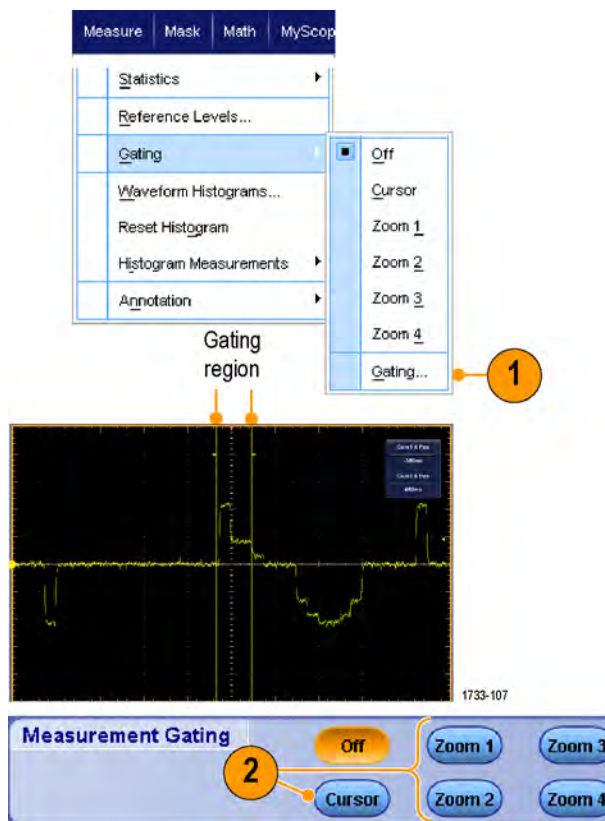 Measure Mask Math MyScop
Statistics
Reference Levels...
Gating
Waveform Histograms...
Reset Histogram
Histogram Measurements
Annotation
Off
Cursor
Zoom 1
Zoom 2
Zoom 3
Zoom 4
Gating...
1
Gating
region
1733-107
Measurement Gating
Off
Zoom 1
Zoom 3
2
Cursor
Zoom 2
Zoom 4